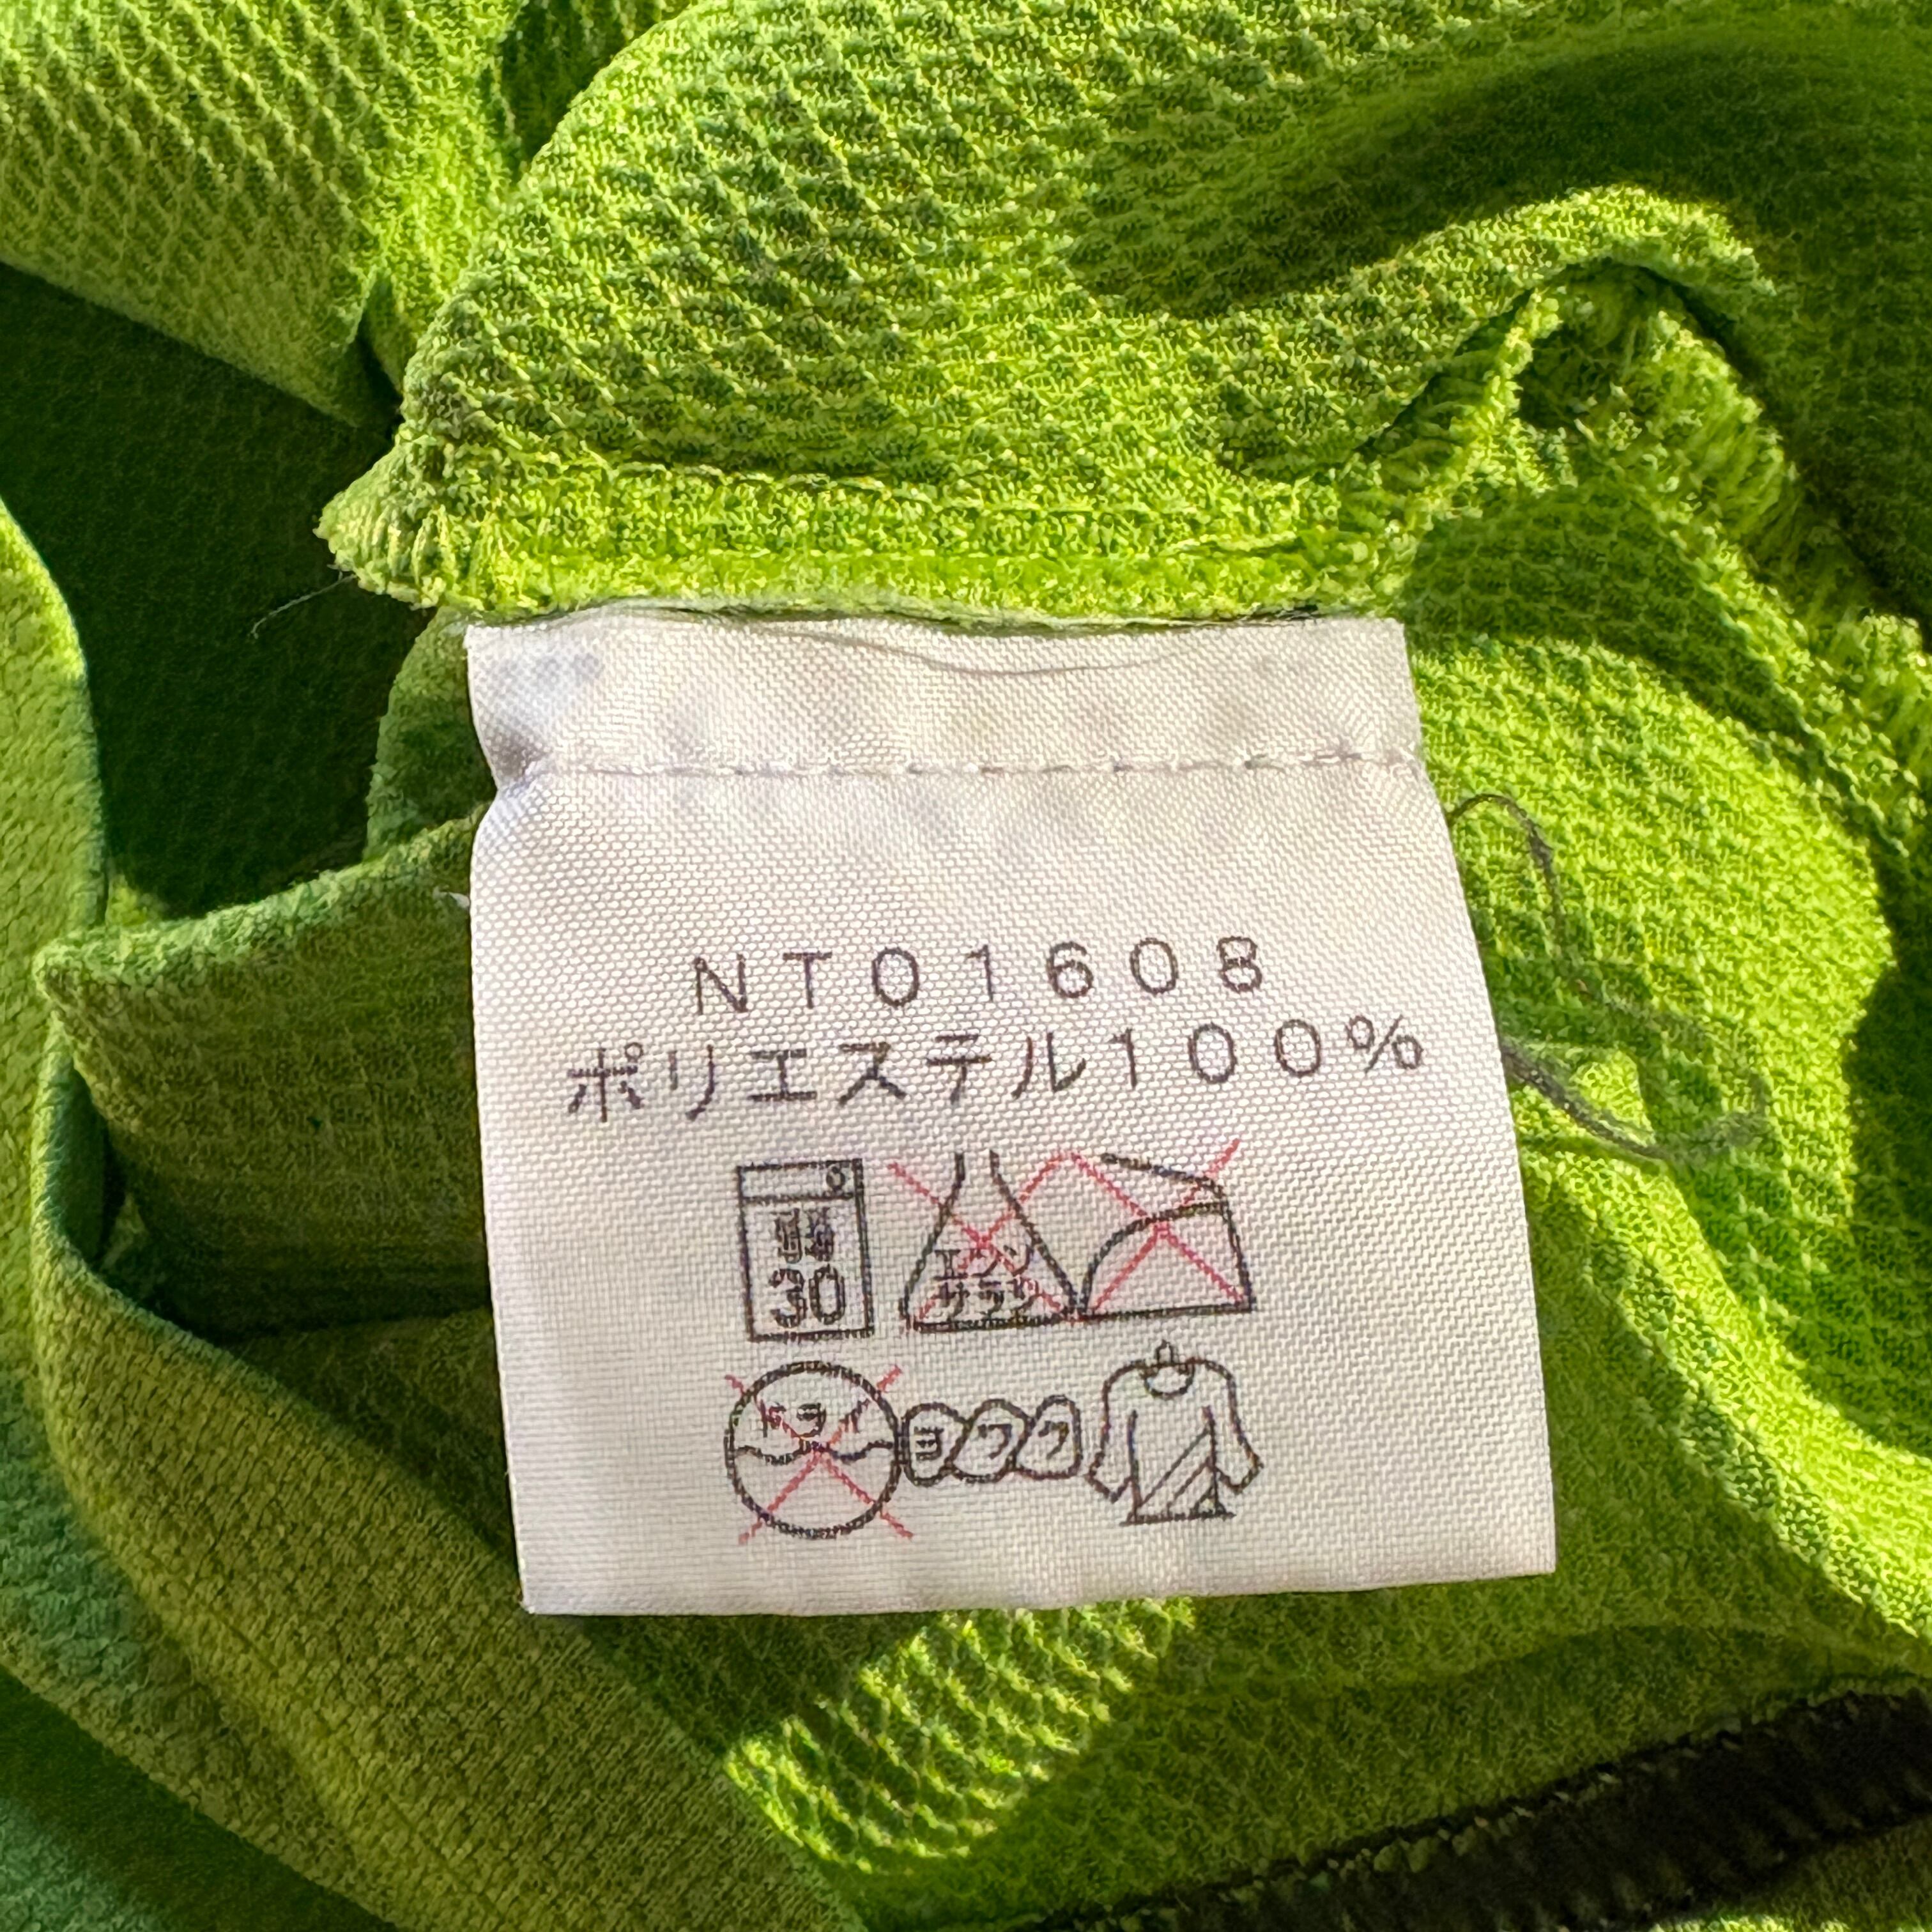 NT01608
ポリエステル100%
弱
30
エンソ
サラシ
ドライ
ヨワク